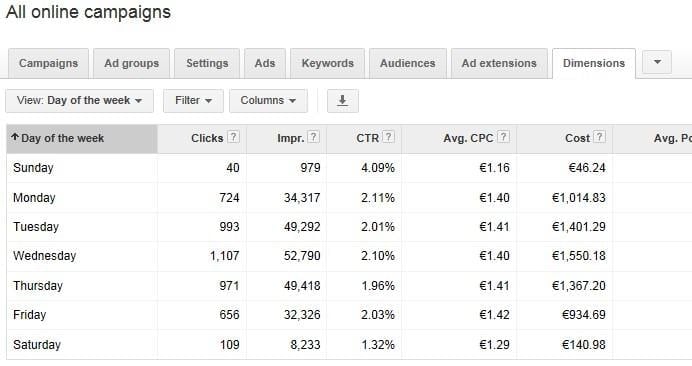 All online campaigns
Campaigns Ad groups Settings Ads Keywords Audiences Ad extensions Dimensions
View: Day of the week Filter Columns
Day of the week Clicks ? Impr. ? CTR ? Avg. CPC ? Cost ? Avg.
Sunday 40 979 4.09% €1.16 €46.24
Monday 724 34,317 2.11% €1.40 €1,014.83
Tuesday 993 49,292 2.01% €1.41 €1,401.29
Wednesday 1,107 52,790 2.10% €1.40 €1,550.18
Thursday 971 49,418 1.96% €1.41 €1,367.20
Friday 656 32,326 2.03% €1.42 €934.69
Saturday 109 8,233 1.32% €1.29 €140.98